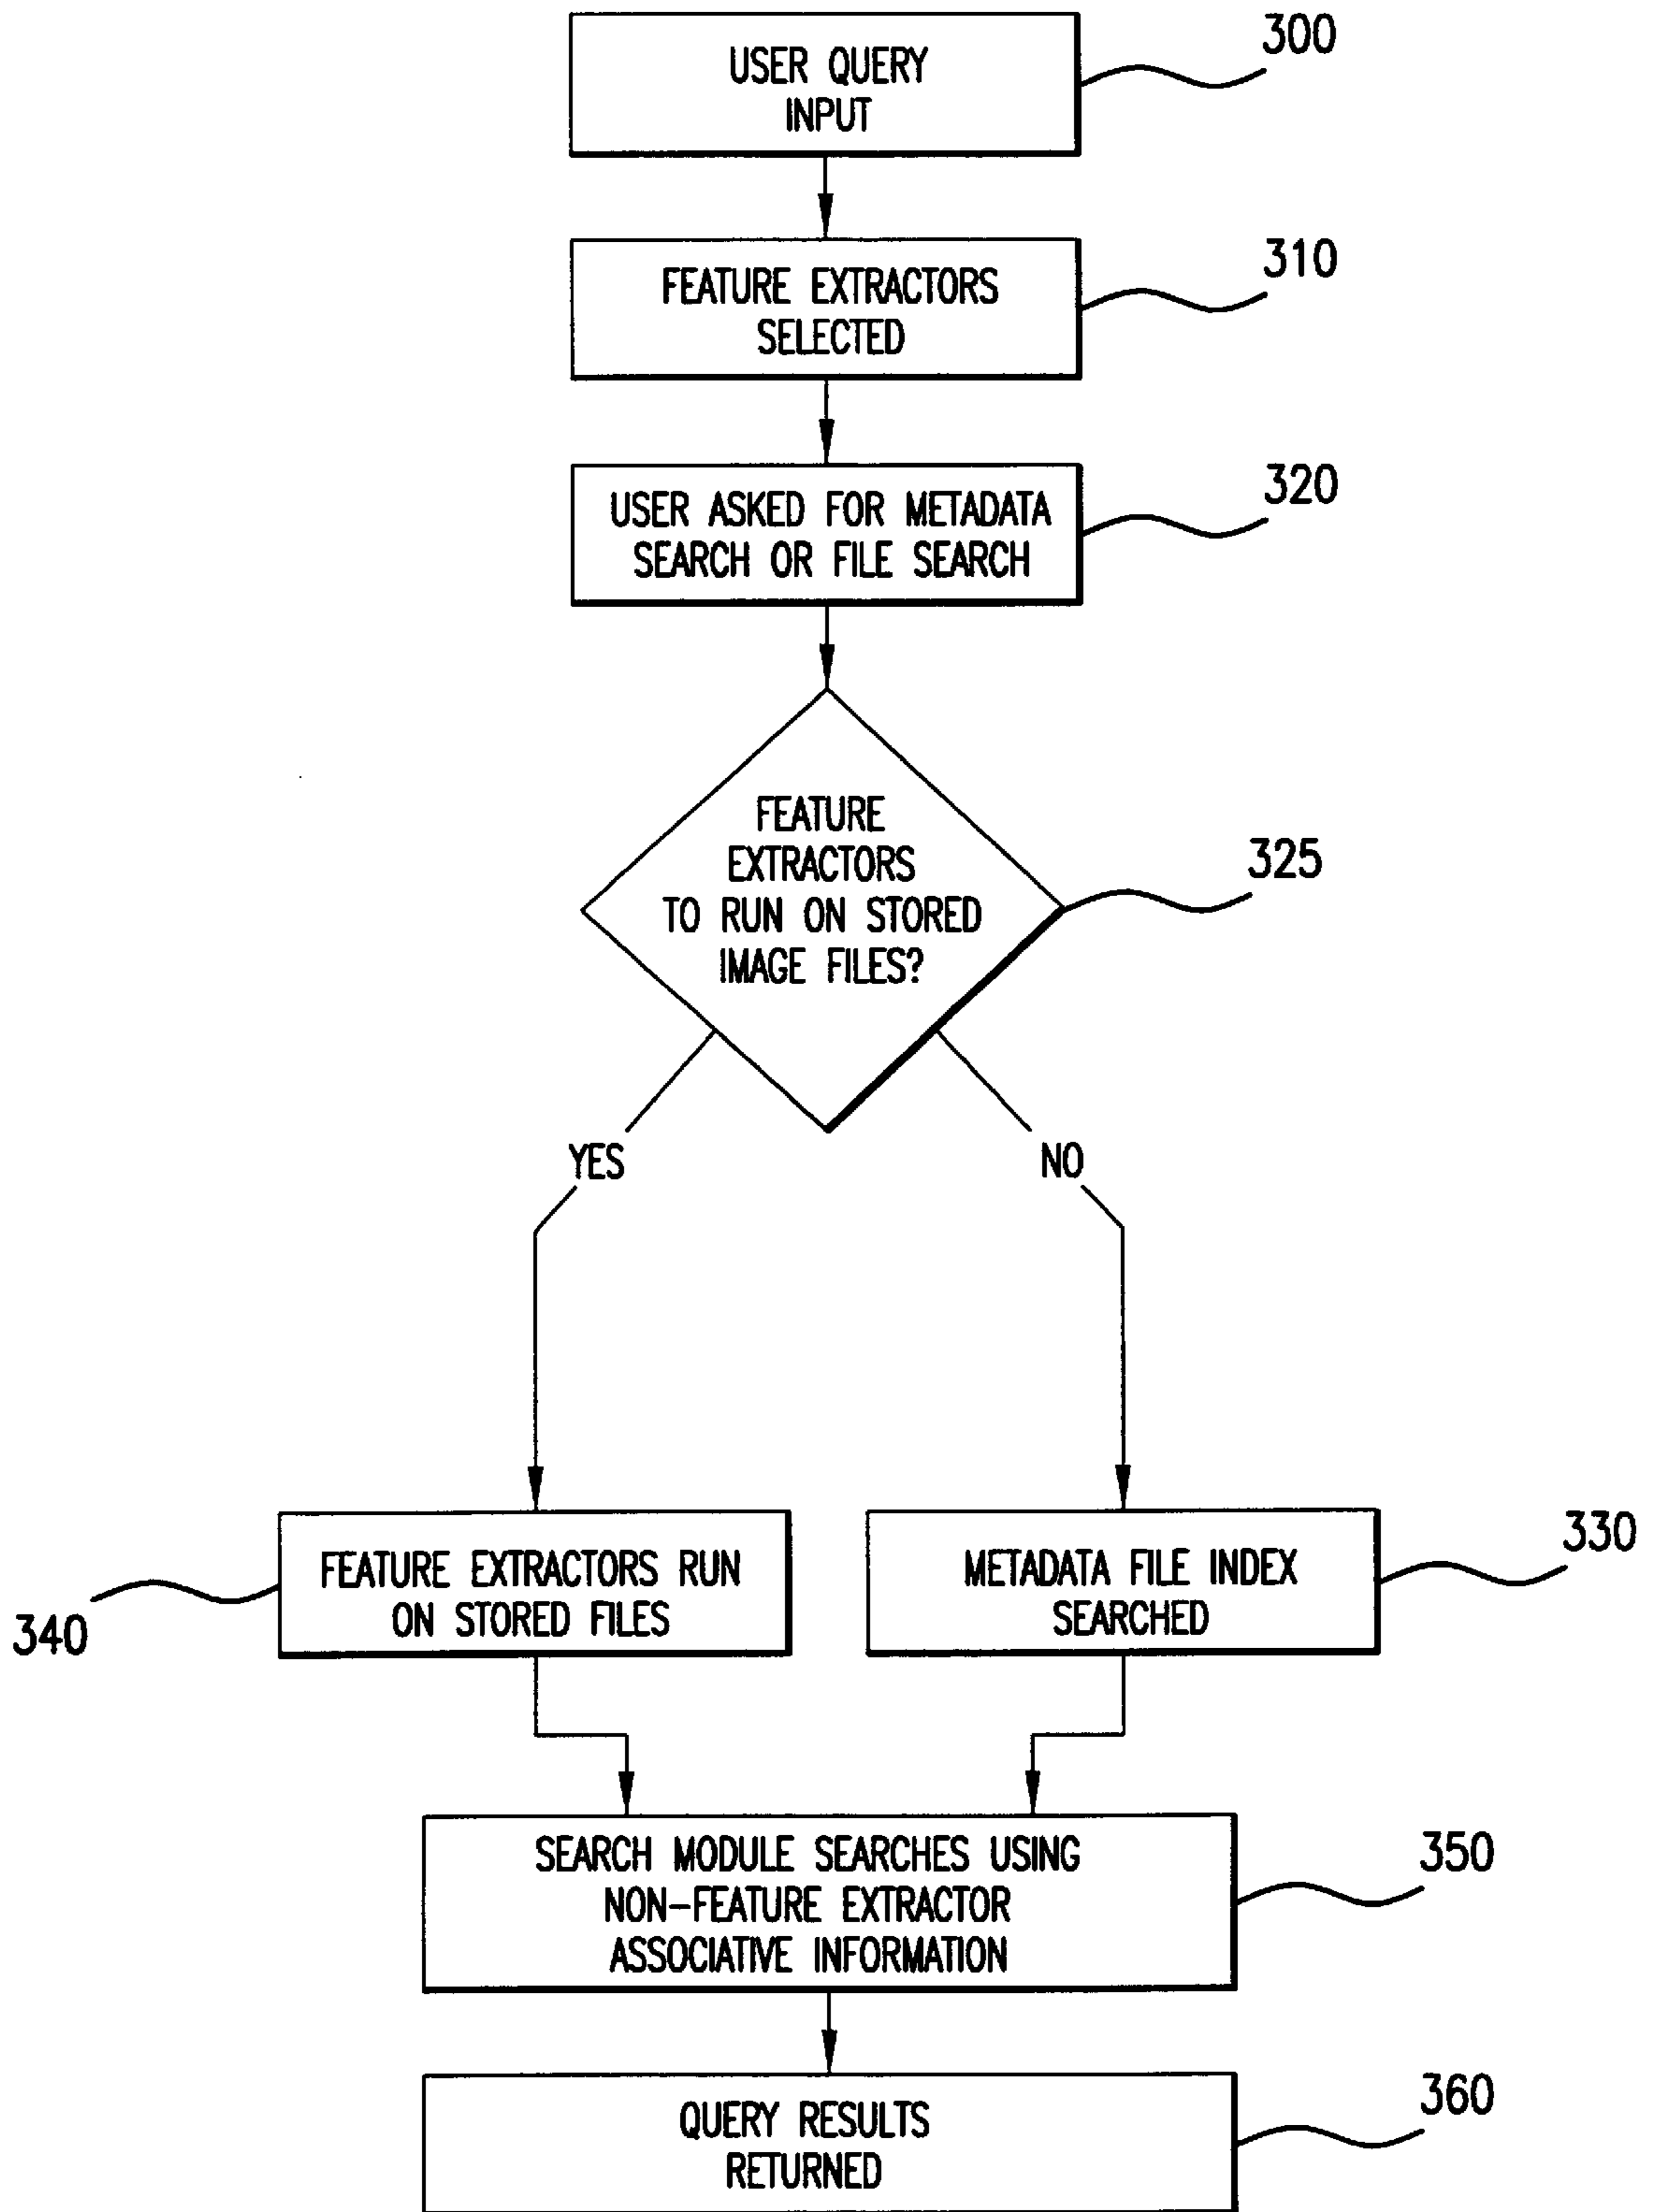 USER QUERY
INPUT
300
FEATURE EXTRACTORS
SELECTED
310
USER ASKED FOR METADATA
SEARCH OR FILE SEARCH
320
FEATURE
EXTRACTORS
TO RUN ON STORED
IMAGE FILES?
325
YES
NO
FEATURE EXTRACTORS RUN
ON STORED FILES
340
METADATA FILE INDEX
SEARCHED
330
SEARCH MODULE SEARCHES USING
NON-FEATURE EXTRACTOR
ASSOCIATIVE INFORMATION
350
QUERY RESULTS
RETURNED
360